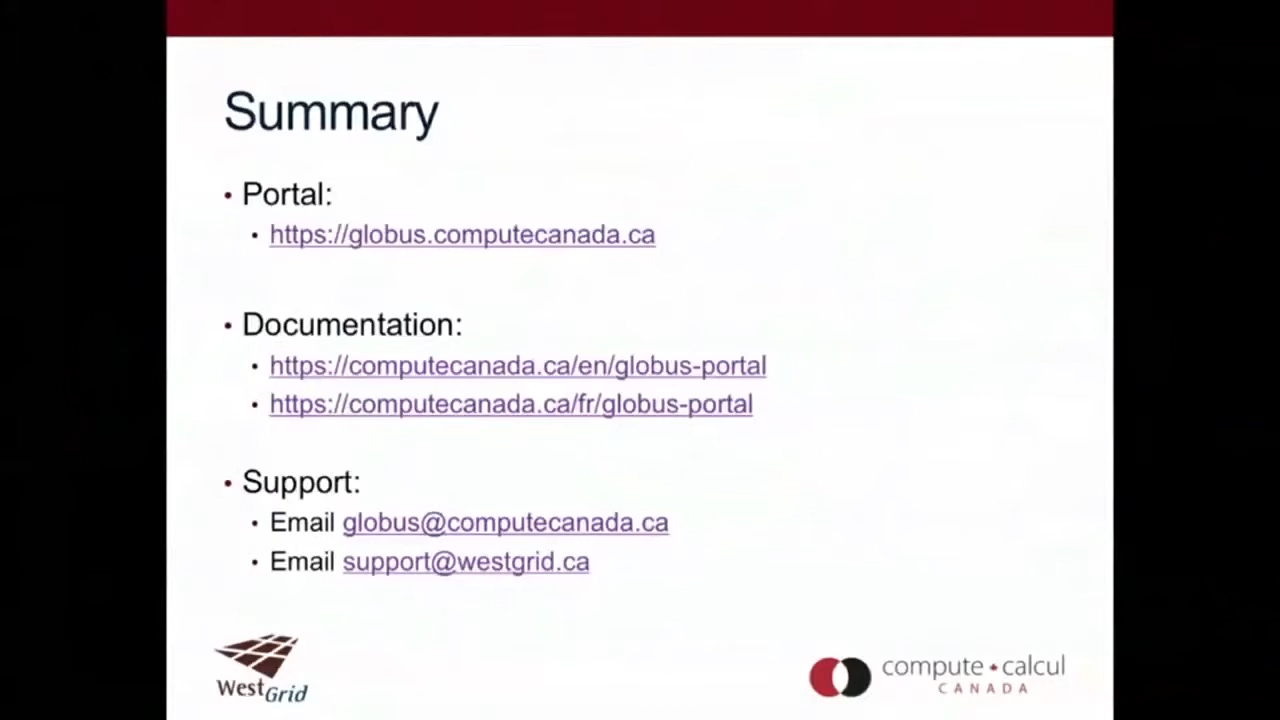 Summary
• Portal:
• https://globus.computecanada.ca
• Documentation:
• https://computecanada.ca/en/globus-portal
• https://computecanada.ca/fr/globus-portal
• Support:
• Email globus@computecanada.ca
• Email support@westgrid.ca
WestGrid
compute • calcul
CANADA